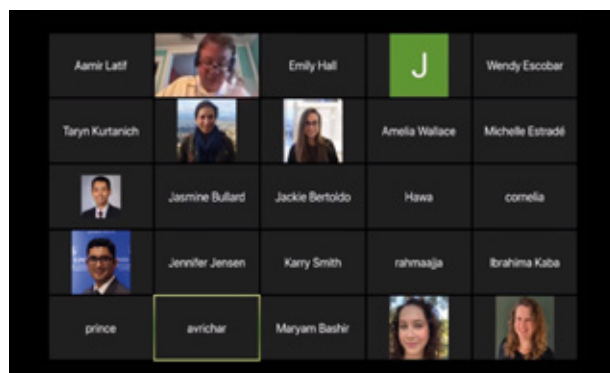 Aamir Latif
Emily Hall
J
Wendy Escobar
Taryn Kurtanich
Amelia Wallace
Michelle Estradé
Jasmine Bullard
Jackie Bertoldo
Hawa
cornelia
Jennifer Jensen
Karry Smith
rahmaajja
Ibrahima Kaba
prince
avrichar
Maryam Bashir